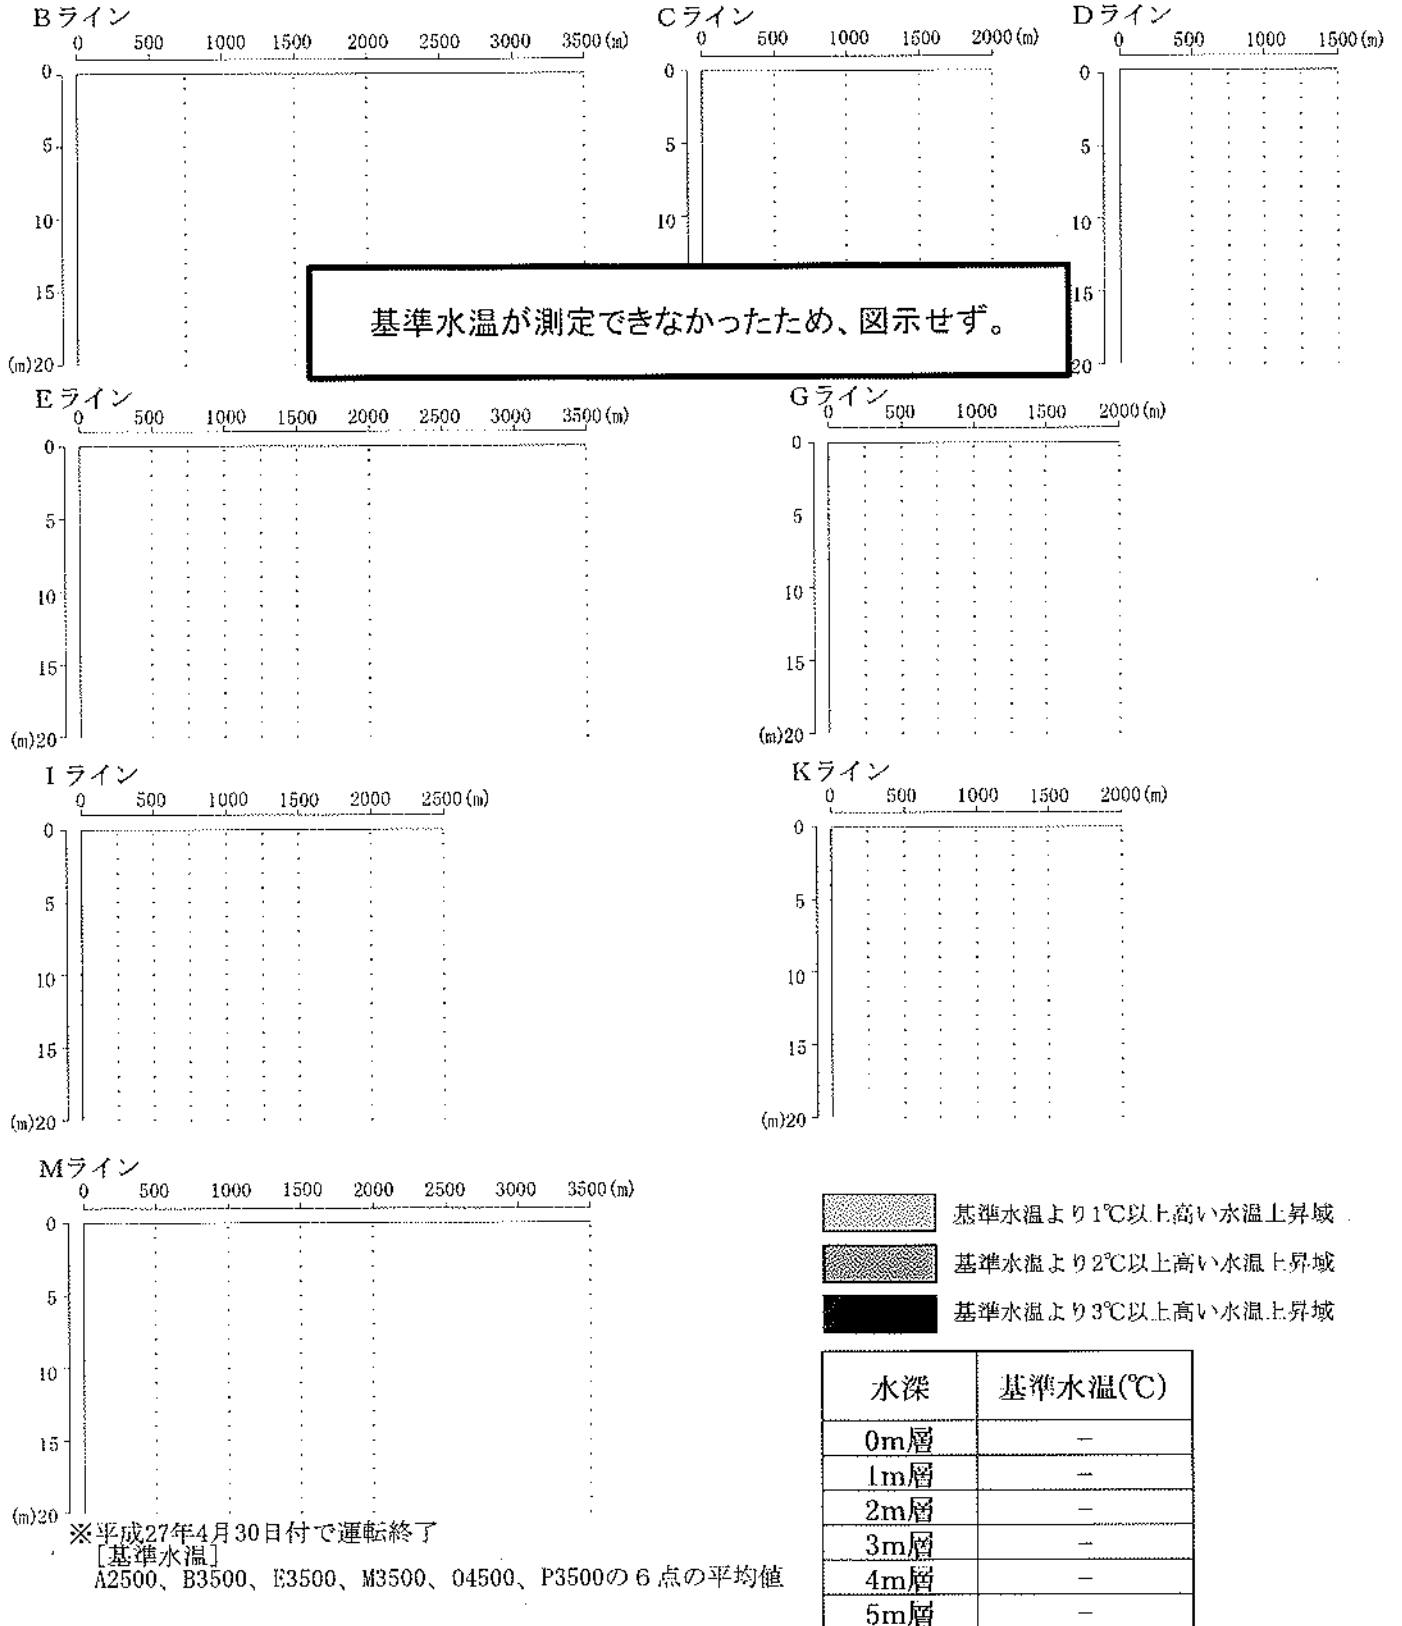 Bライン
0 500 1000 1500 2000 2500 3000 3500(m)
0
5
10
15
(m)20
Cライン
0 500 1000 1500 2000(m)
0
5
10
Dライン
0 500 1000 1500(m)
0
5
10
15
20
基準水温が測定できなかったため、図示せず。
Eライン
0 500 1000 1500 2000 2500 3000 3500(m)
0
5
10
15
(m)20
Gライン
0 500 1000 1500 2000(m)
0
5
10
15
(m)20
Iライン
0 500 1000 1500 2000 2500(m)
0
5
10
15
(m)20
Kライン
0 500 1000 1500 2000(m)
0
5
10
15
(m)20
Mライン
0 500 1000 1500 2000 2500 3000 3500(m)
0
5
10
15
(m)20
※平成27年4月30日付で運転終了
[基準水温]
A2500、B3500、E3500、M3500、O4500、P3500の6点の平均値
基準水温より1℃以上高い水温上昇域
基準水温より2℃以上高い水温上昇域
基準水温より3℃以上高い水温上昇域
水深 基準水温(℃)
0m層 −
1m層 −
2m層 −
3m層 −
4m層 −
5m層 −